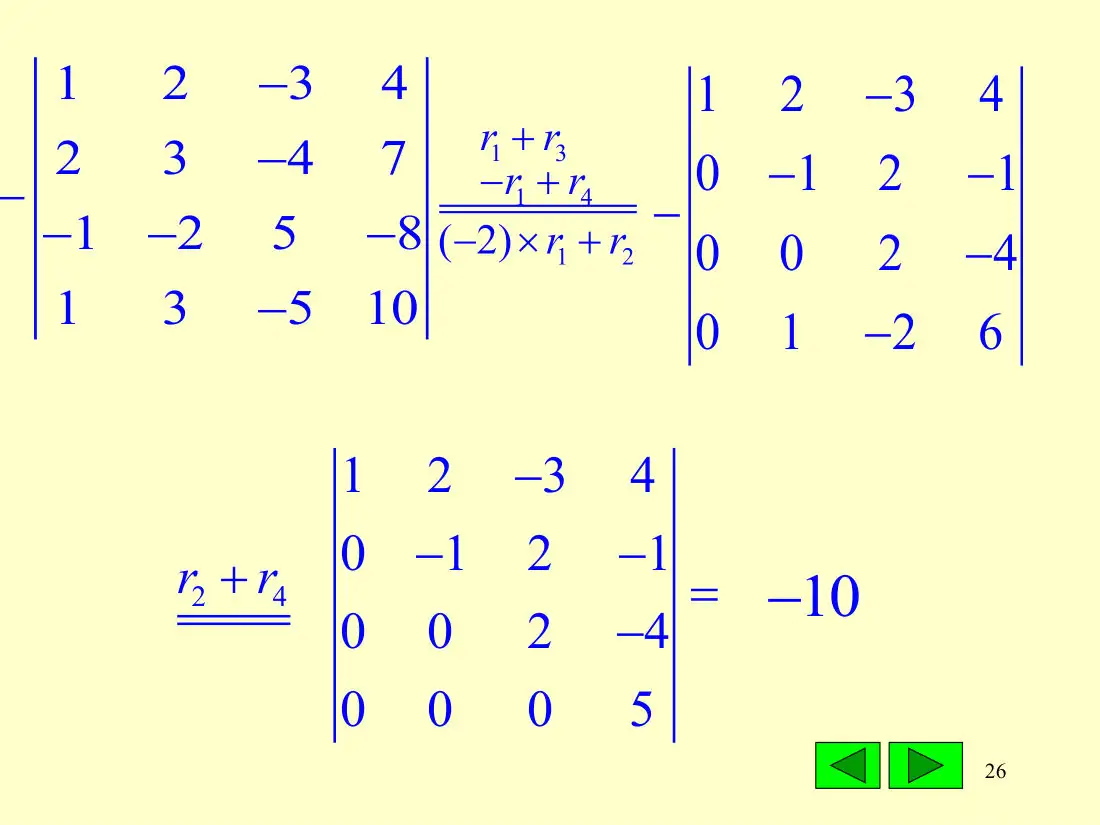 − | 1 2 −3 4 |
| 2 3 −4 7 |
| −1 −2 5 −8 |
| 1 3 −5 10 |
r₁ + r₃
−r₁ + r₄
(−2) × r₁ + r₂
− | 1 2 −3 4 |
| 0 −1 2 −1 |
| 0 0 2 −4 |
| 0 1 −2 6 |
r₂ + r₄
| 1 2 −3 4 |
| 0 −1 2 −1 |
| 0 0 2 −4 |
| 0 0 0 5 |
= −10
26